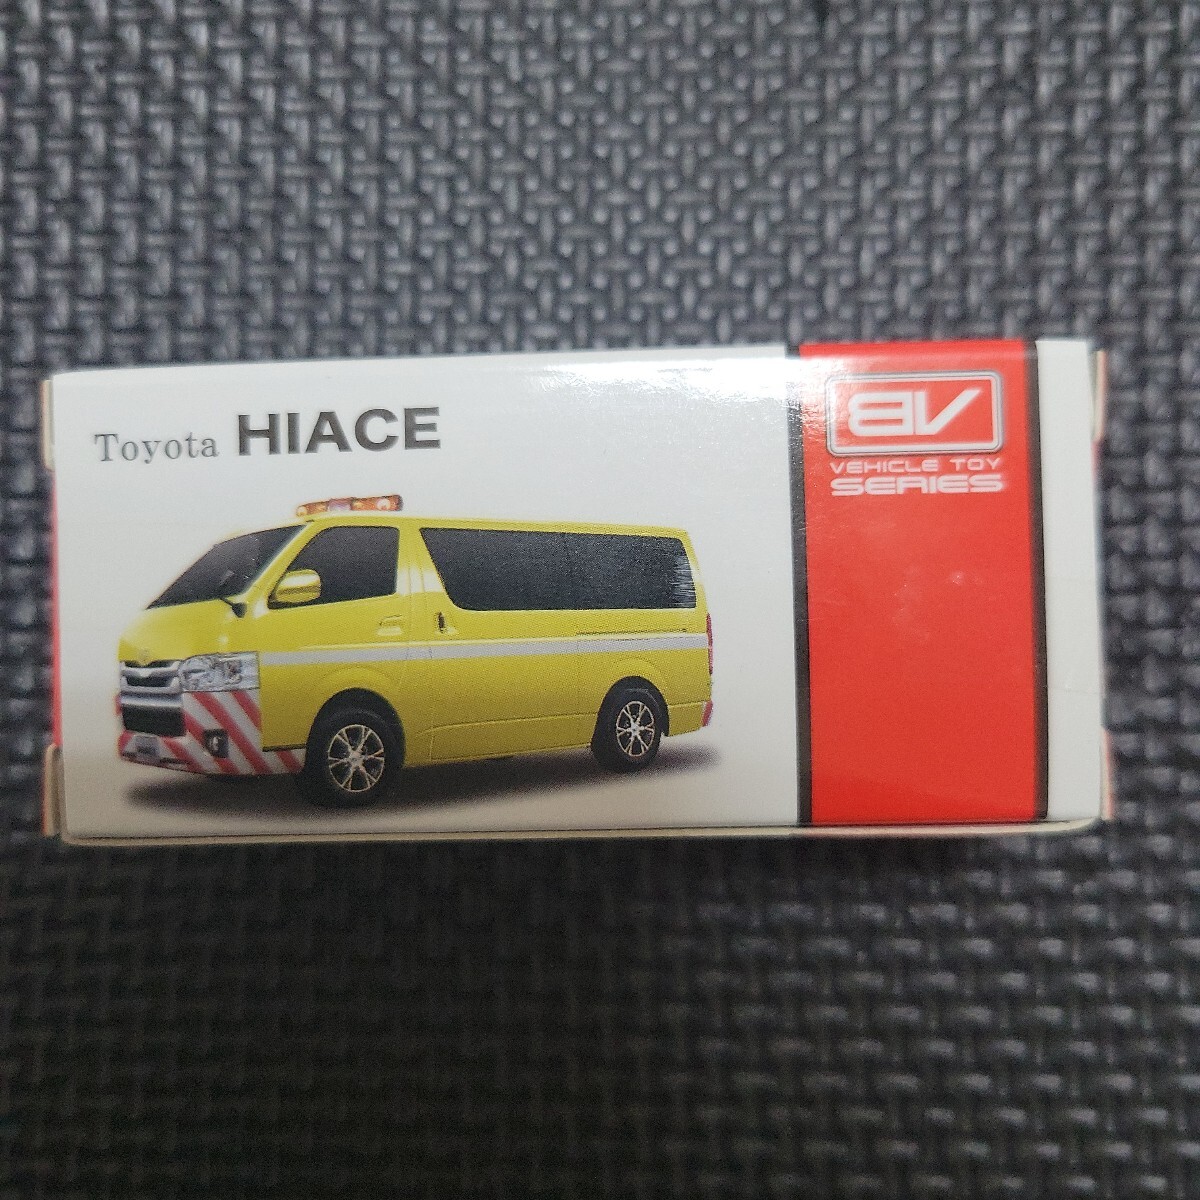 Toyota HIACE
BV
VEHICLE TOY
SERIES